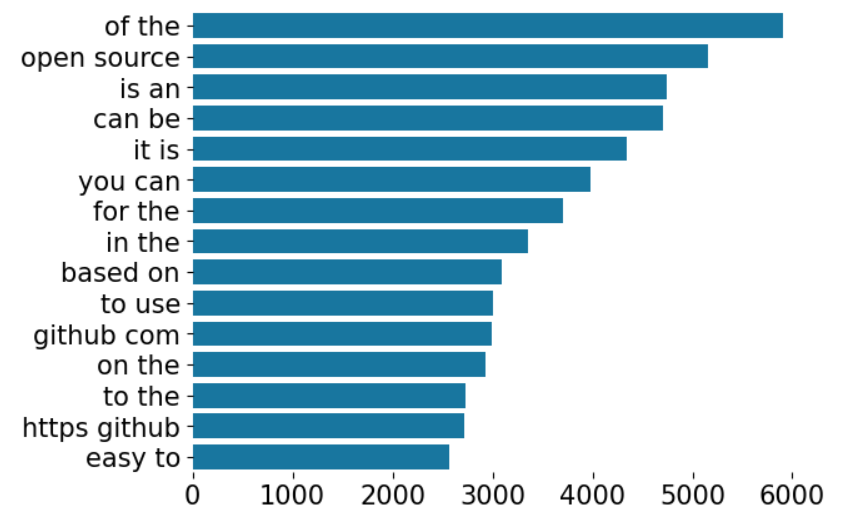 of the
open source
is an
can be
it is
you can
for the
in the
based on
to use
github com
on the
to the
https github
easy to
0 1000 2000 3000 4000 5000 6000